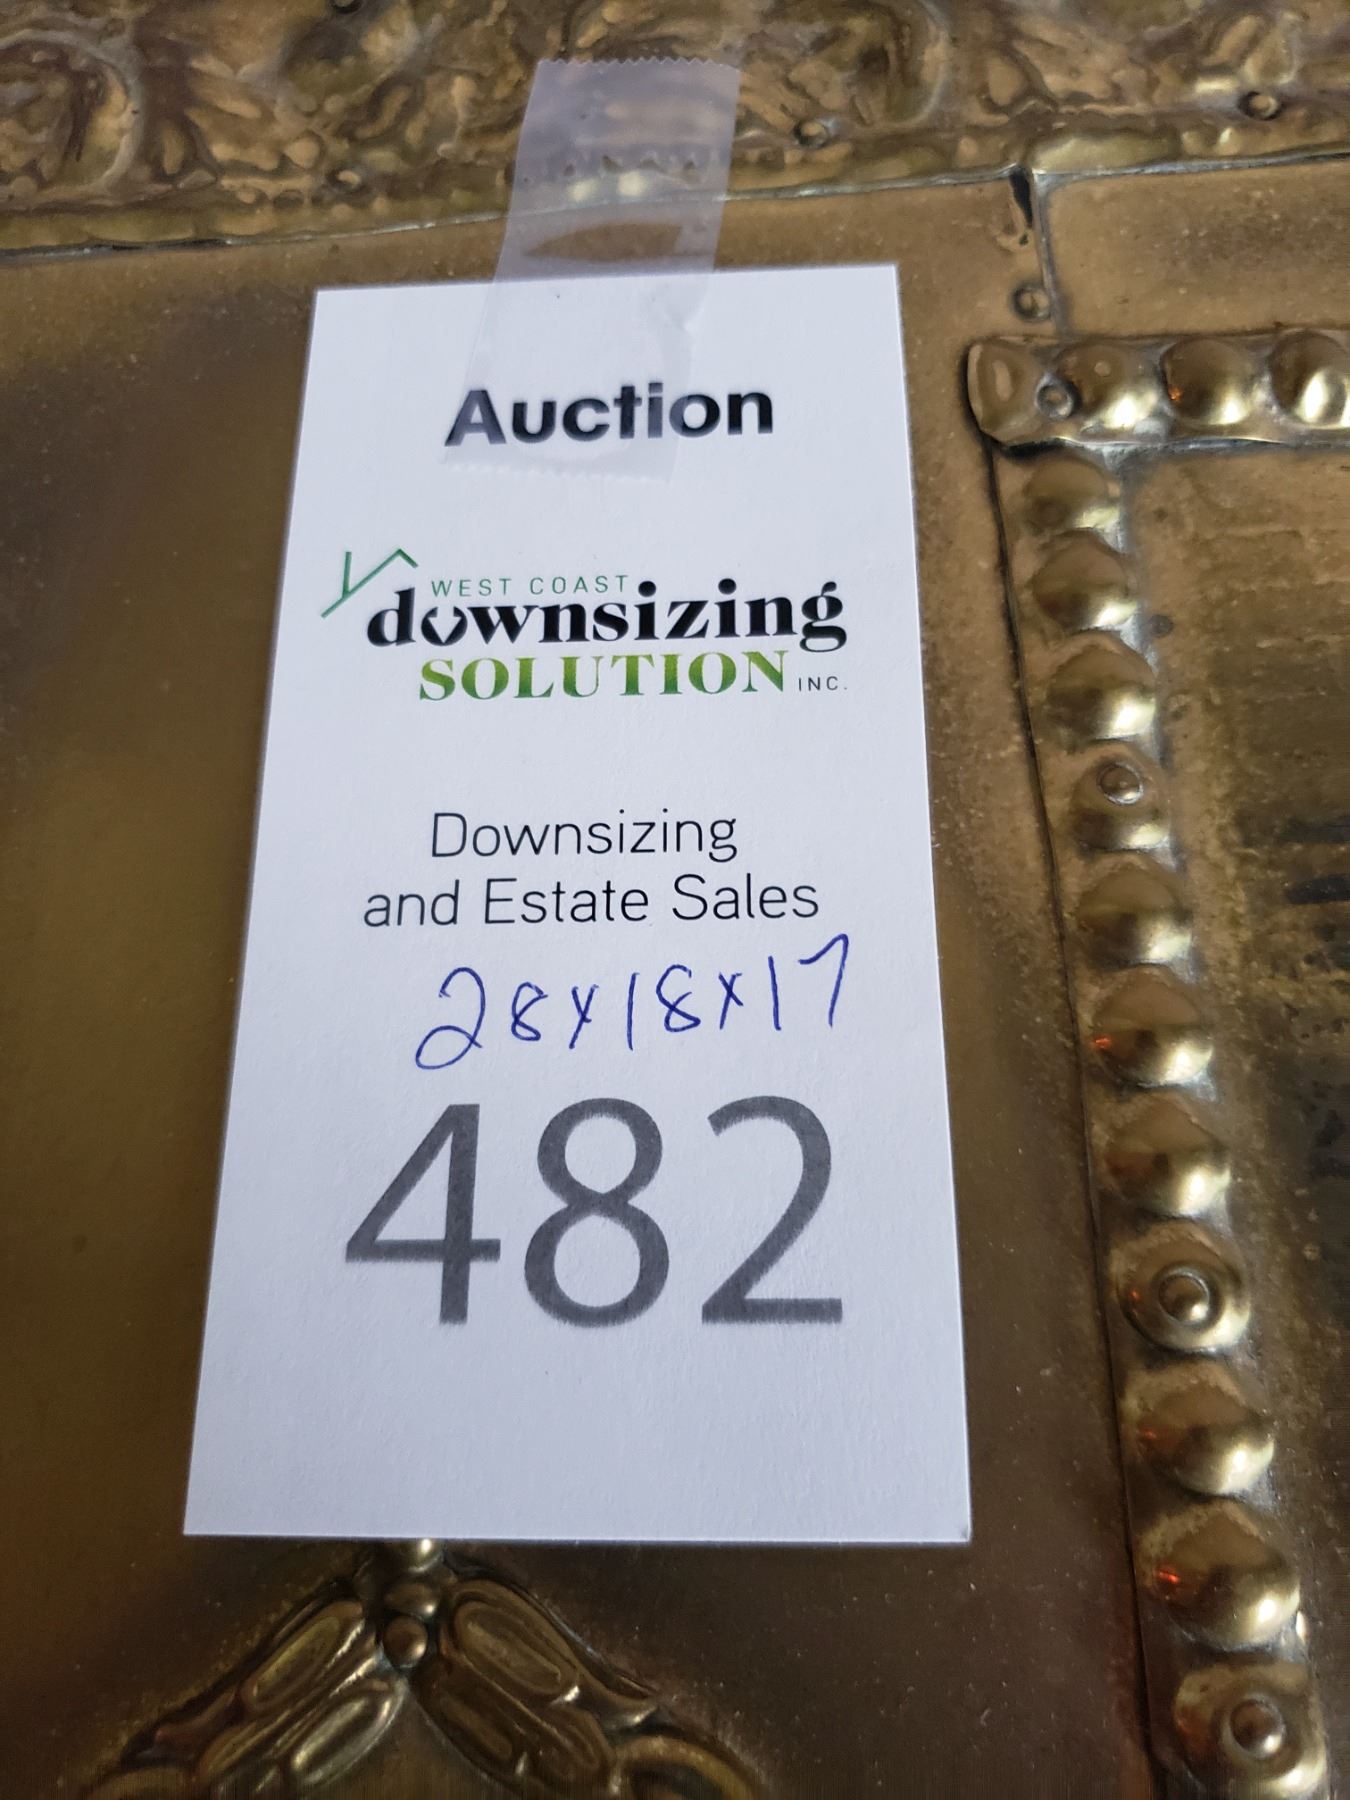 Auction
WEST COAST
downsizing
SOLUTION INC.
Downsizing
and Estate Sales
28x18x17
482